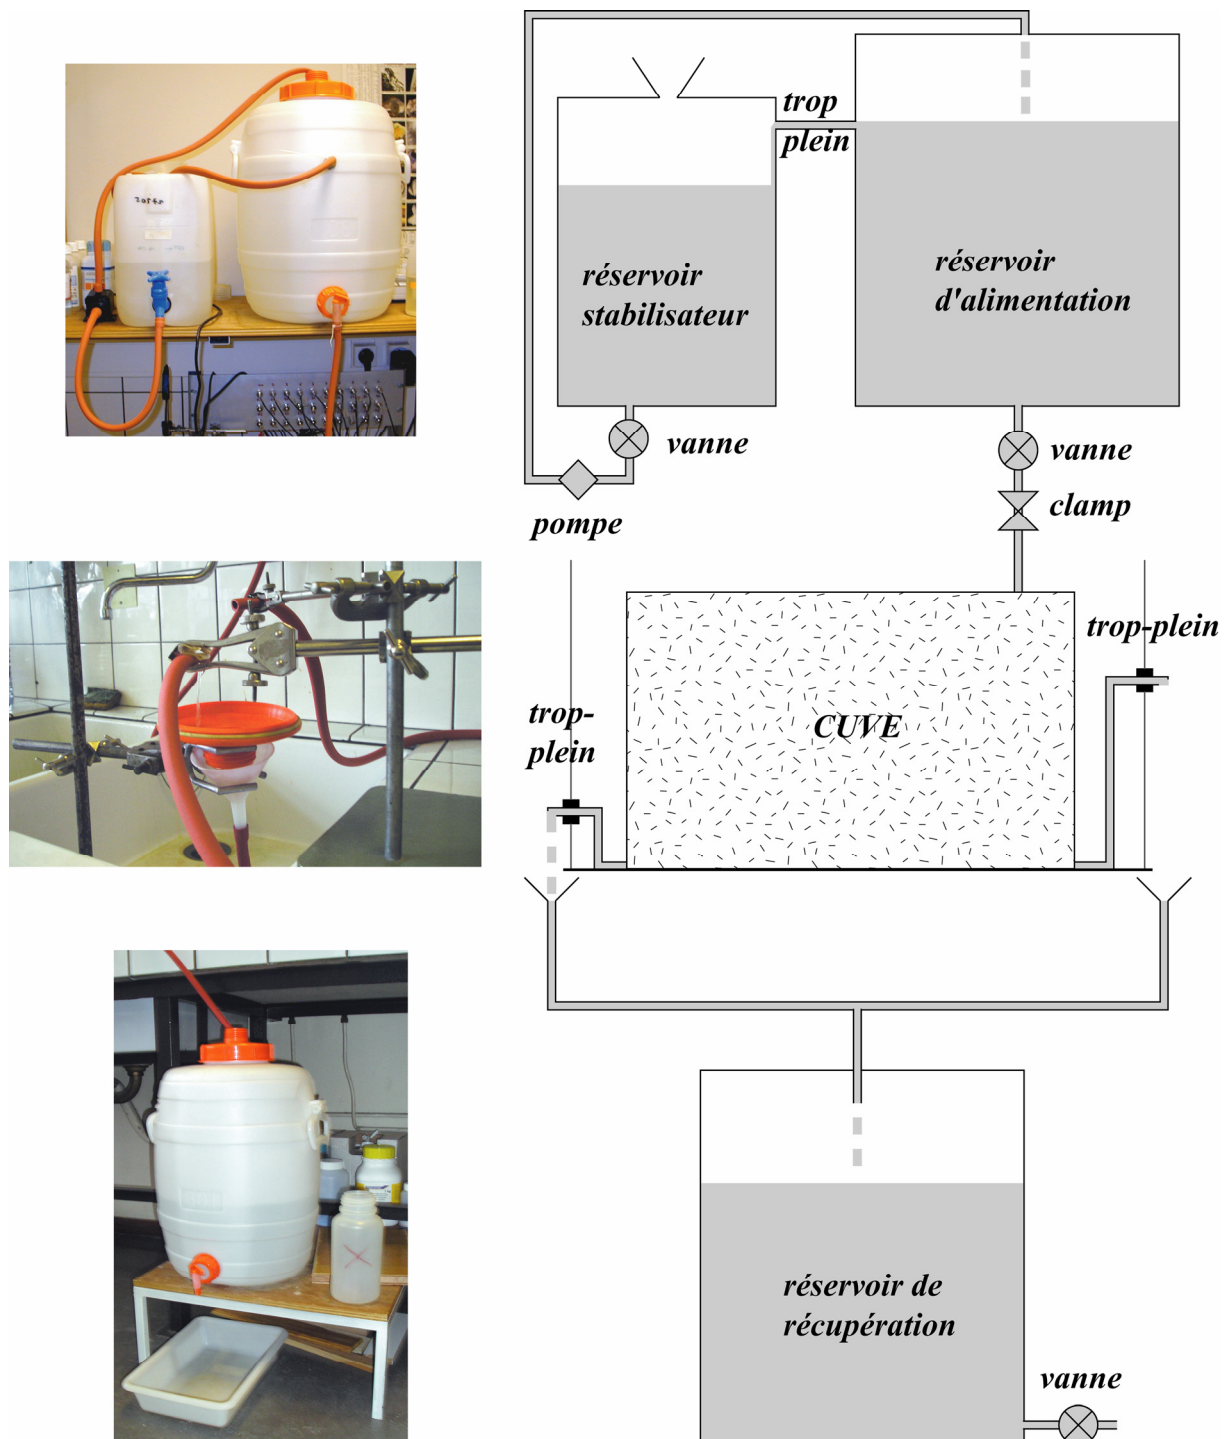 trop
plein
réservoir
stabilisateur
réservoir
d'alimentation
vanne
vanne
clamp
pompe
trop-plein
trop-
plein
CUVE
réservoir de
récupération
vanne